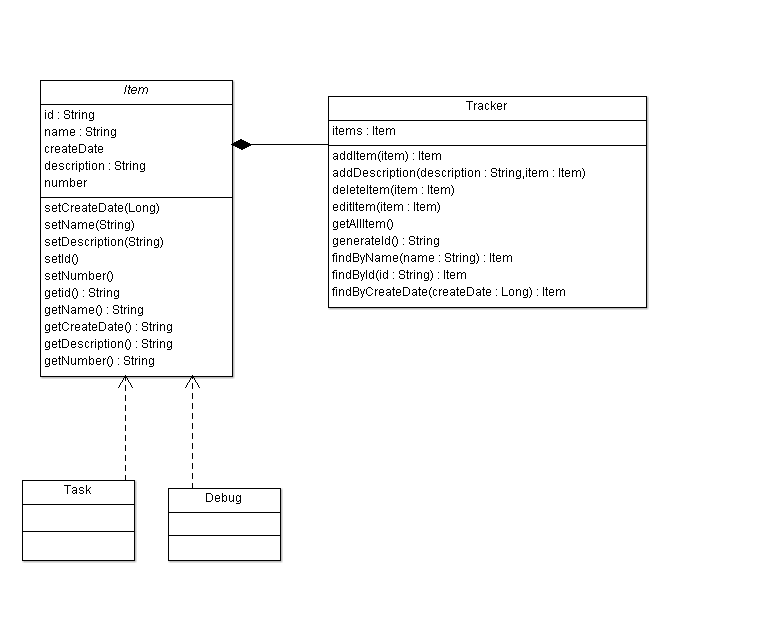 Item
id : String
name : String
createDate
description : String
number
setCreateDate(Long)
setName(String)
setDescription(String)
setId()
setNumber()
getid() : String
getName() : String
getCreateDate() : String
getDescription() : String
getNumber() : String
Tracker
items : Item
addItem(item) : Item
addDescription(description : String,item : Item)
deleteItem(item : Item)
editItem(item : Item)
getAllItem()
generateId() : String
findByName(name : String) : Item
findById(id : String) : Item
findByCreateDate(createDate : Long) : Item
Task
Debug